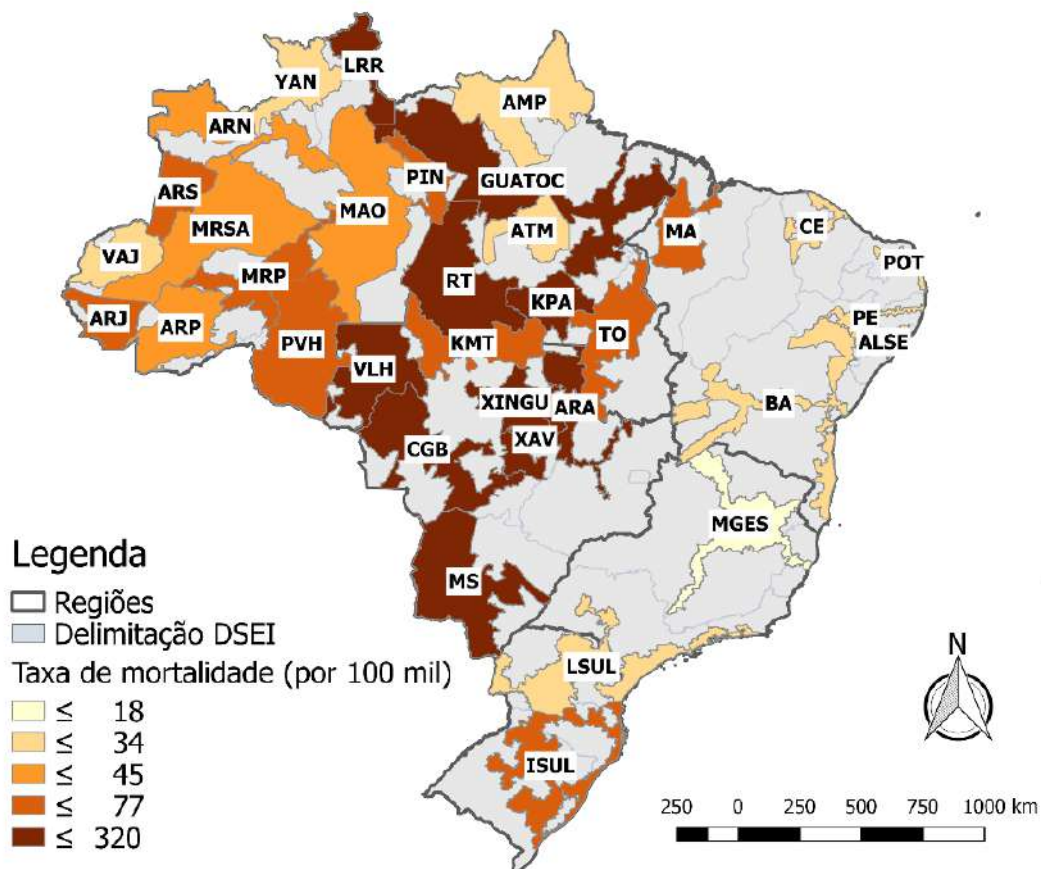 LRR
YAN
AMP
ARN
PIN
GUATOC
ARS
MAO
MA
CE
MRSA
ATM
VAJ
POT
MRP
RT
KPA
PE
ARJ
ARP
TO
ALSE
PVH
KMT
VLH
XINGU
ARA
BA
CGB
XAV
MGES
Legenda
MS
Regiões
Delimitação DSEI
Taxa de mortalidade (por 100 mil)
LSUL
N
≤ 18
≤ 34
≤ 45
≤ 77
≤ 320
ISUL
250 0 250 500 750 1000 km